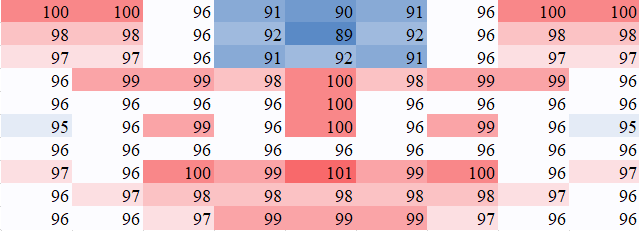 100 100 96 91 90 91 96 100 100
98 98 96 92 89 92 96 98 98
97 97 96 91 92 91 96 97 97
96 99 99 98 100 98 99 99 96
96 96 96 96 100 96 96 96 96
95 96 99 96 100 96 99 96 95
96 96 96 96 96 96 96 96 96
97 96 100 99 101 99 100 96 97
96 97 98 98 98 98 98 97 96
96 96 97 99 99 99 97 96 96